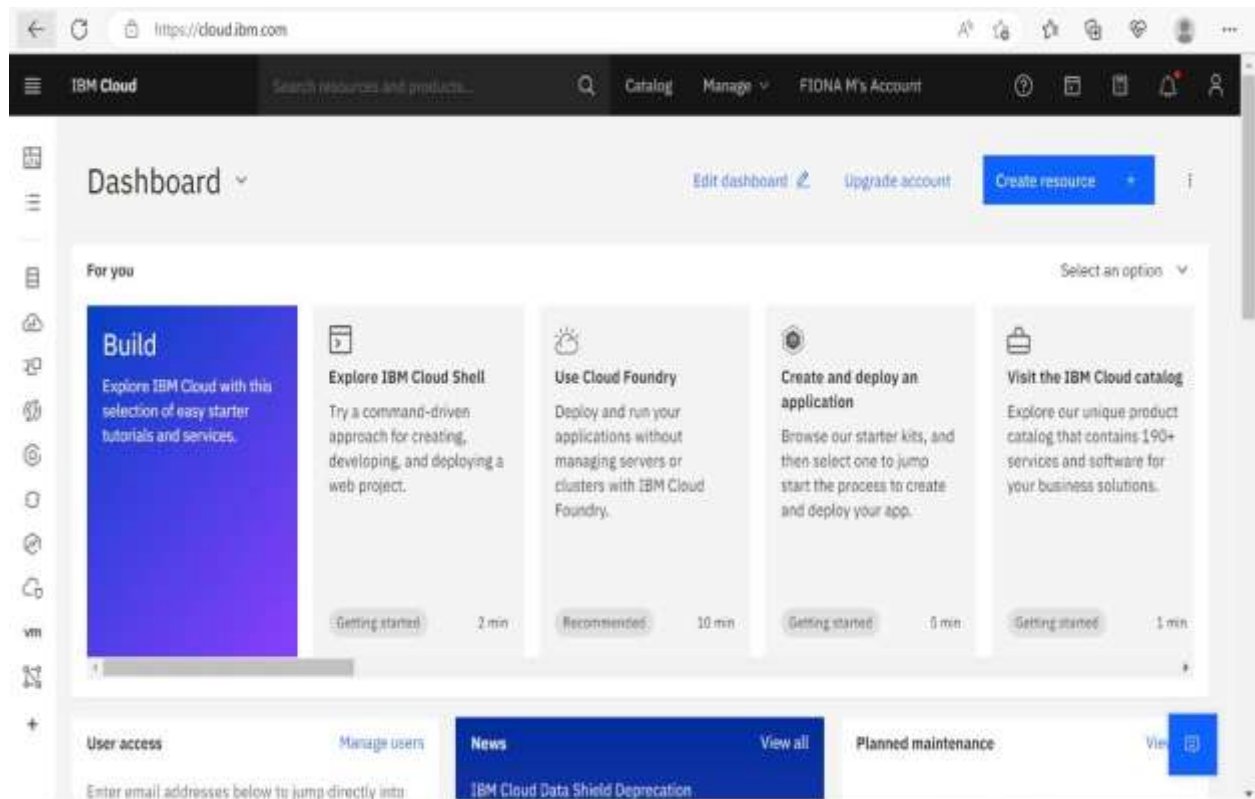 https://cloud.ibm.com
IBM Cloud
Search resources and products...
Catalog
Manage
FIONA M's Account
Dashboard
Edit dashboard
Upgrade account
Create resource +
For you
Select an option
Build
Explore IBM Cloud with this
selection of easy starter
tutorials and services.
Explore IBM Cloud Shell
Try a command-driven
approach for creating,
developing, and deploying a
web project.
Getting started
2 min
Use Cloud Foundry
Deploy and run your
applications without
managing servers or
clusters with IBM Cloud
Foundry.
Recommended
10 min
Create and deploy an
application
Browse our starter kits, and
then select one to jump
start the process to create
and deploy your app.
Getting started
5 min
Visit the IBM Cloud catalog
Explore our unique product
catalog that contains 190+
services and software for
your business solutions.
Getting started
1 min
vm
User access
Manage users
Enter email addresses below to jump directly into
News
View all
IBM Cloud Data Shield Deprecation
Planned maintenance